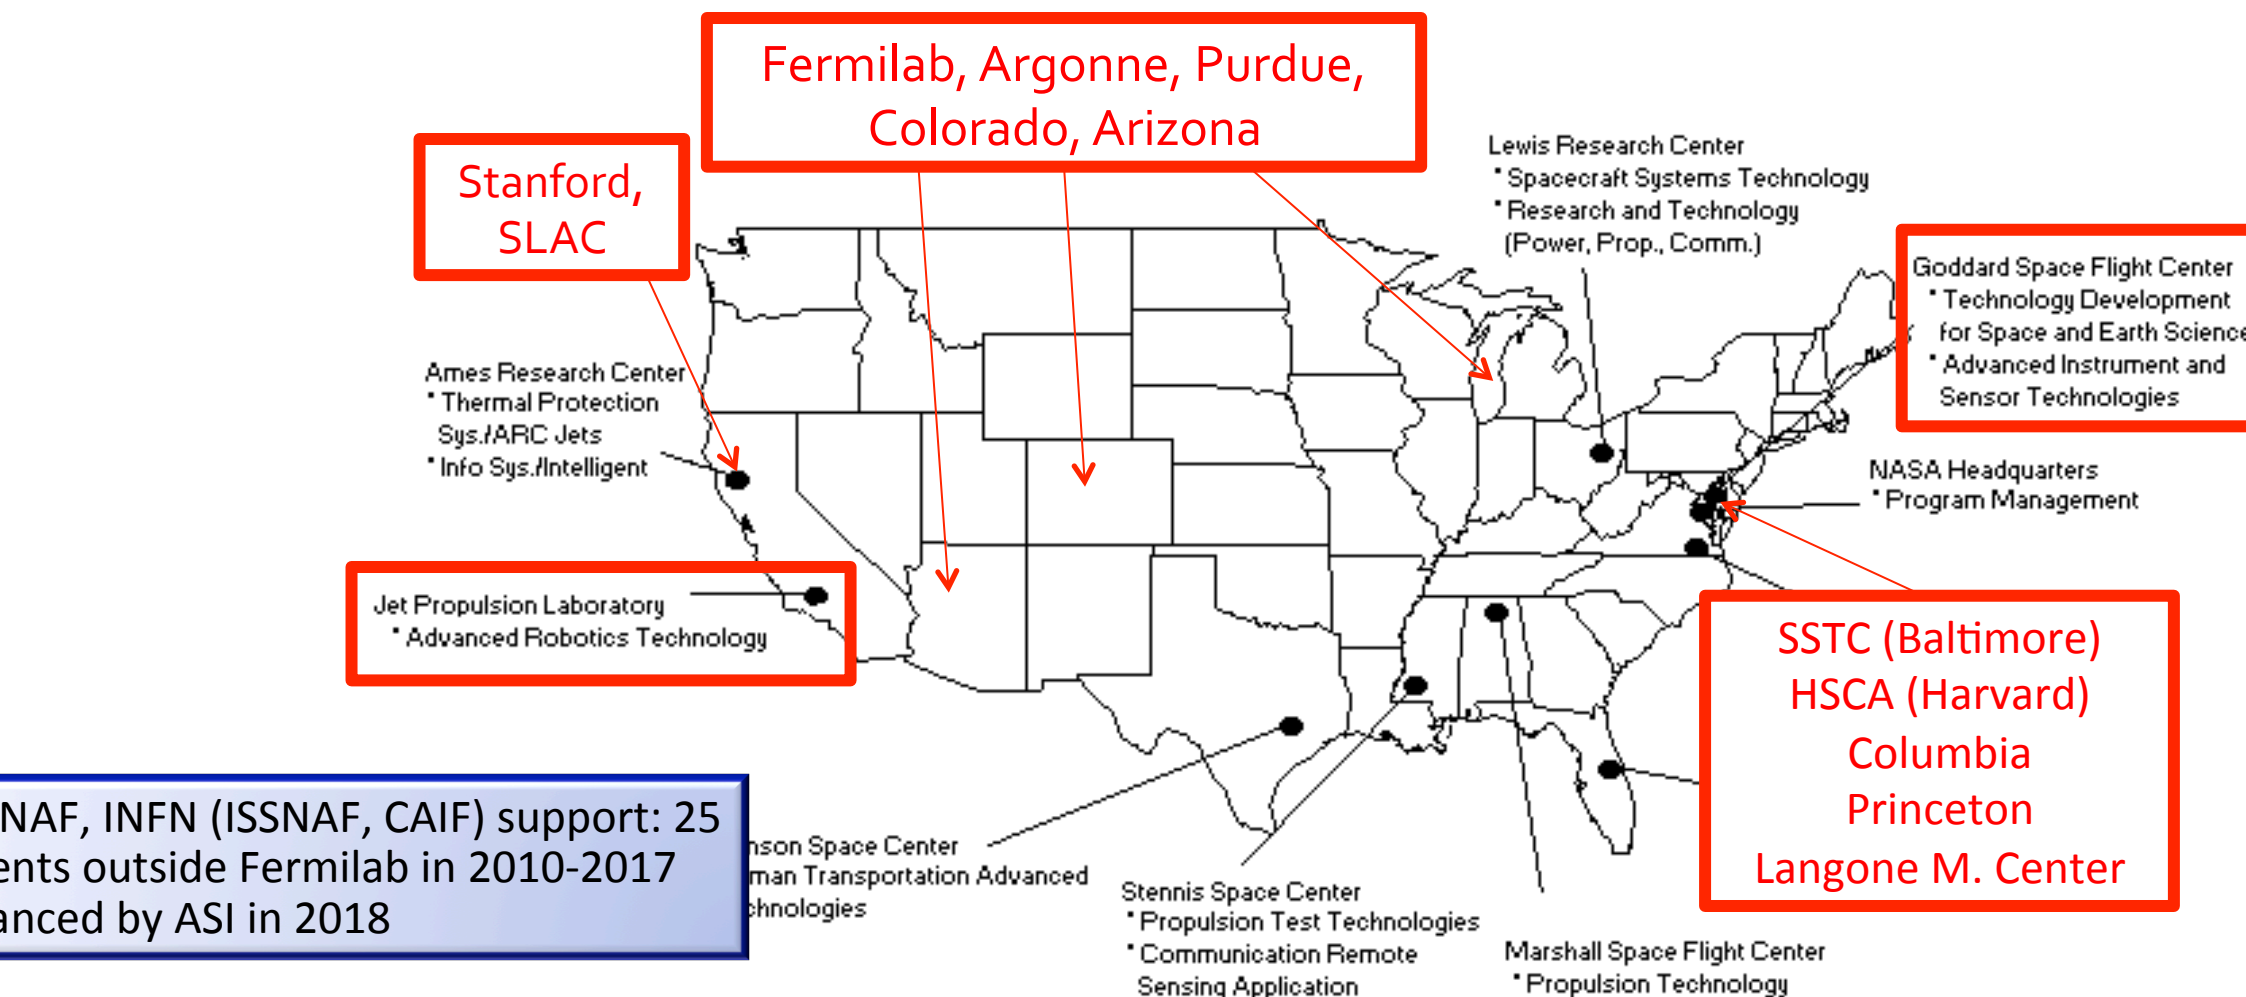 Fermilab, Argonne, Purdue,
Colorado, Arizona
Stanford,
SLAC
Lewis Research Center
* Spacecraft Systems Technology
* Research and Technology
(Power, Prop., Comm.)
Goddard Space Flight Center
* Technology Development
for Space and Earth Science
* Advanced Instrument and
Sensor Technologies
Ames Research Center
* Thermal Protection
Sys./ARC Jets
* Info Sys./Intelligent
NASA Headquarters
* Program Management
Jet Propulsion Laboratory
* Advanced Robotics Technology
SSTC (Baltimore)
HSCA (Harvard)
Columbia
Princeton
Langone M. Center
NAF, INFN (ISSNAF, CAIF) support: 25
ents outside Fermilab in 2010-2017
anced by ASI in 2018
nson Space Center
man Transportation Advanced
chnologies
Stennis Space Center
* Propulsion Test Technologies
* Communication Remote
Sensing Application
Marshall Space Flight Center
* Propulsion Technology